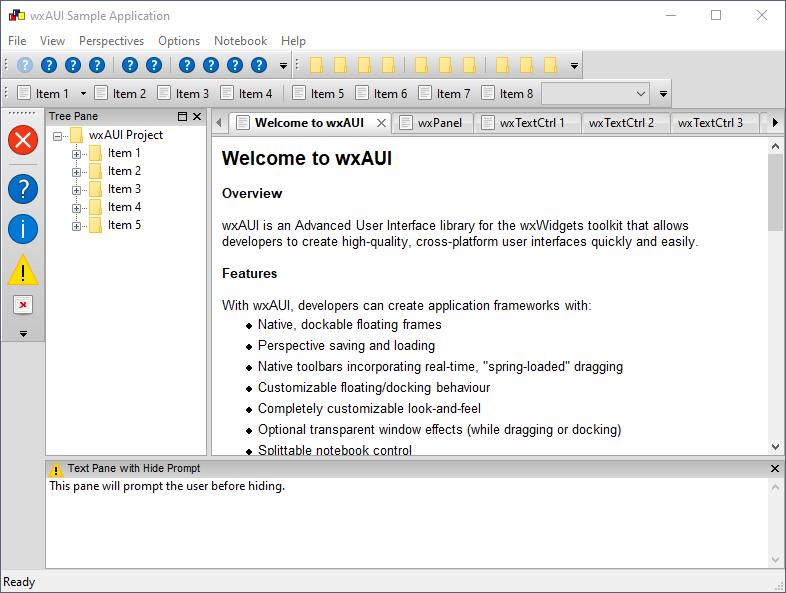 wxAUI Sample Application
File View Perspectives Options Notebook Help
Item 1 Item 2 Item 3 Item 4 Item 5 Item 6 Item 7 Item 8
Tree Pane
wxAUI Project
Item 1
Item 2
Item 3
Item 4
Item 5
Welcome to wxAUI wxPanel wxTextCtrl 1 wxTextCtrl 2 wxTextCtrl 3
Welcome to wxAUI
Overview
wxAUI is an Advanced User Interface library for the wxWidgets toolkit that allows
developers to create high-quality, cross-platform user interfaces quickly and easily.
Features
With wxAUI, developers can create application frameworks with:
Native, dockable floating frames
Perspective saving and loading
Native toolbars incorporating real-time, "spring-loaded" dragging
Customizable floating/docking behaviour
Completely customizable look-and-feel
Optional transparent window effects (while dragging or docking)
Splittable notebook control
Text Pane with Hide Prompt
This pane will prompt the user before hiding.
Ready